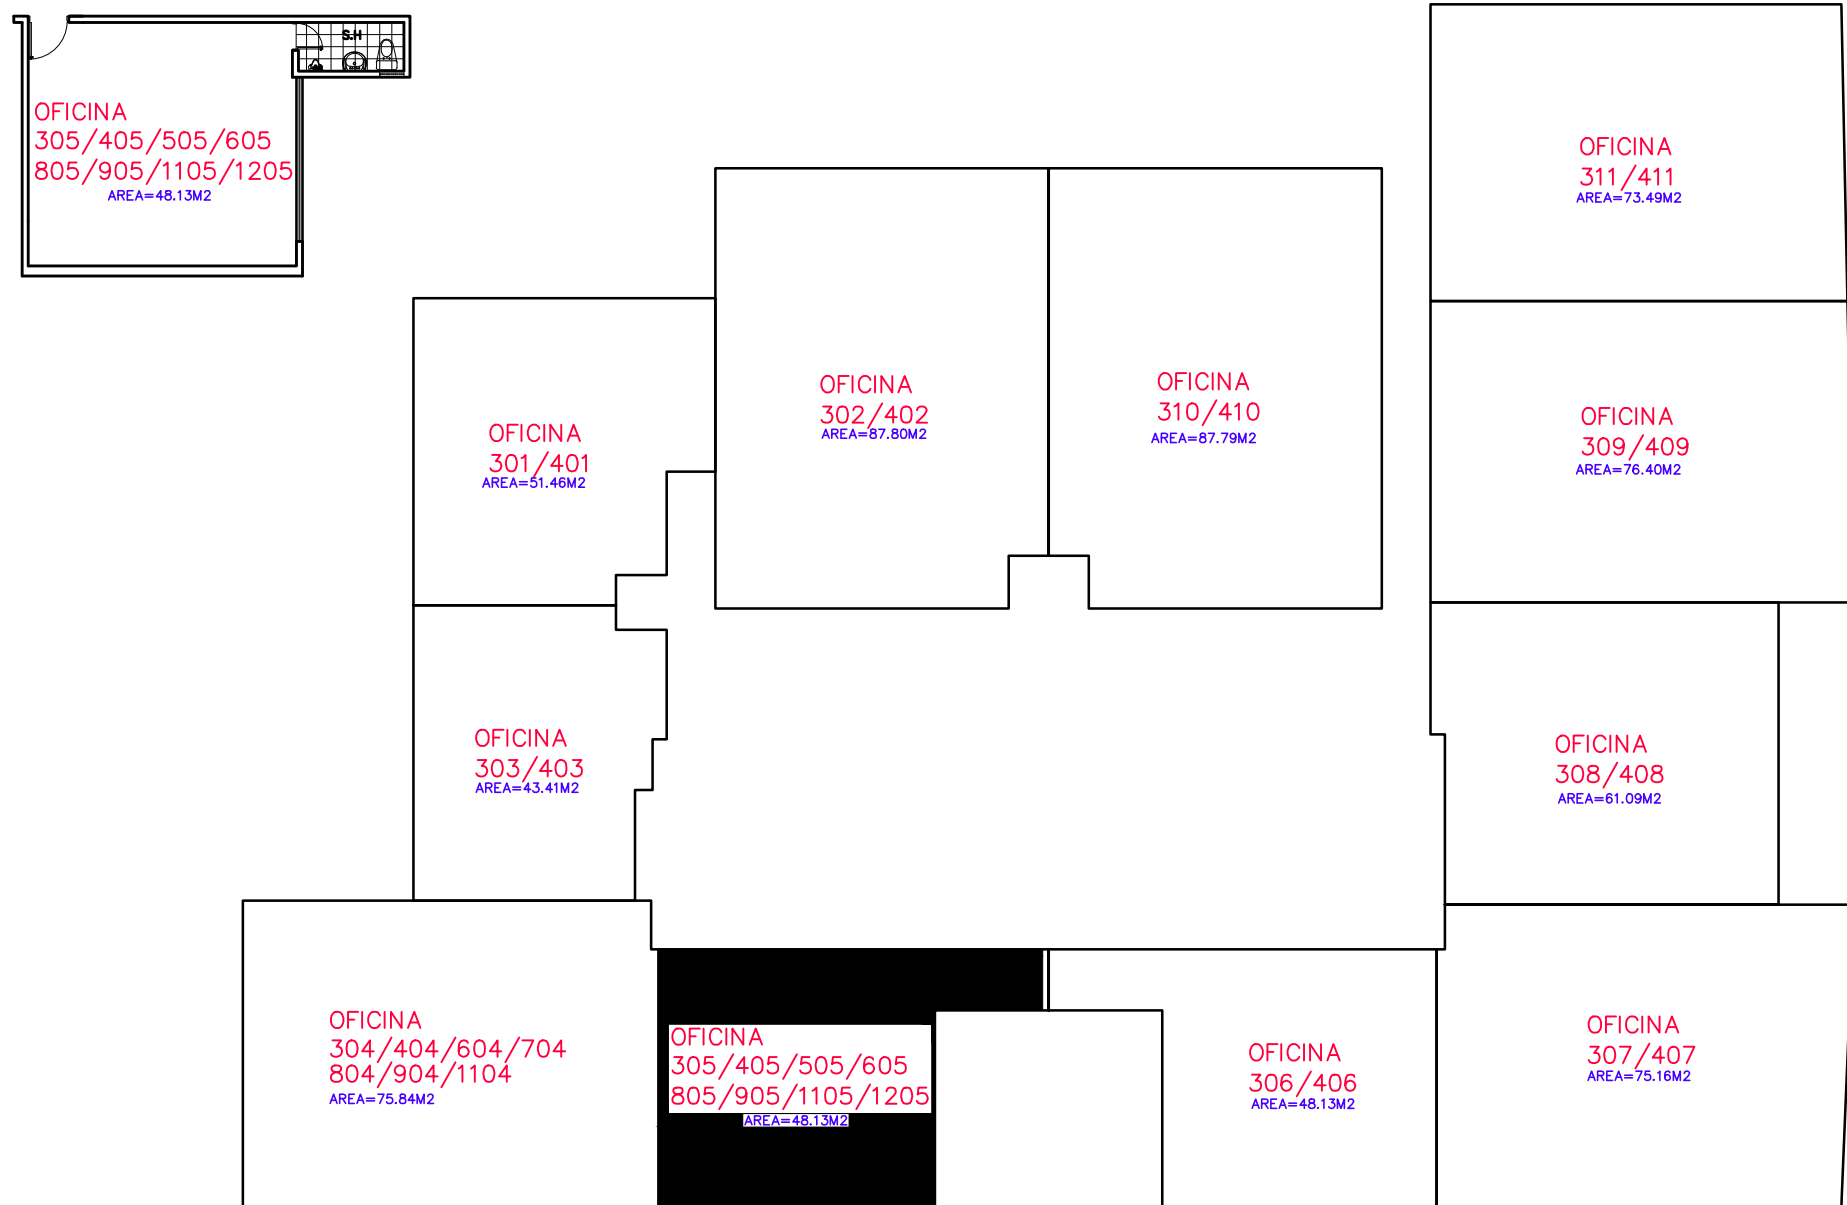 S.H
OFICINA
305/405/505/605
805/905/1105/1205
AREA=48.13M2
OFICINA
311/411
AREA=73.49M2
OFICINA
302/402
AREA=87.80M2
OFICINA
310/410
AREA=87.79M2
OFICINA
309/409
AREA=76.40M2
OFICINA
301/401
AREA=51.46M2
OFICINA
303/403
AREA=43.41M2
OFICINA
308/408
AREA=61.09M2
OFICINA
304/404/604/704
804/904/1104
AREA=75.84M2
OFICINA
305/405/505/605
805/905/1105/1205
AREA=48.13M2
OFICINA
306/406
AREA=48.13M2
OFICINA
307/407
AREA=75.16M2